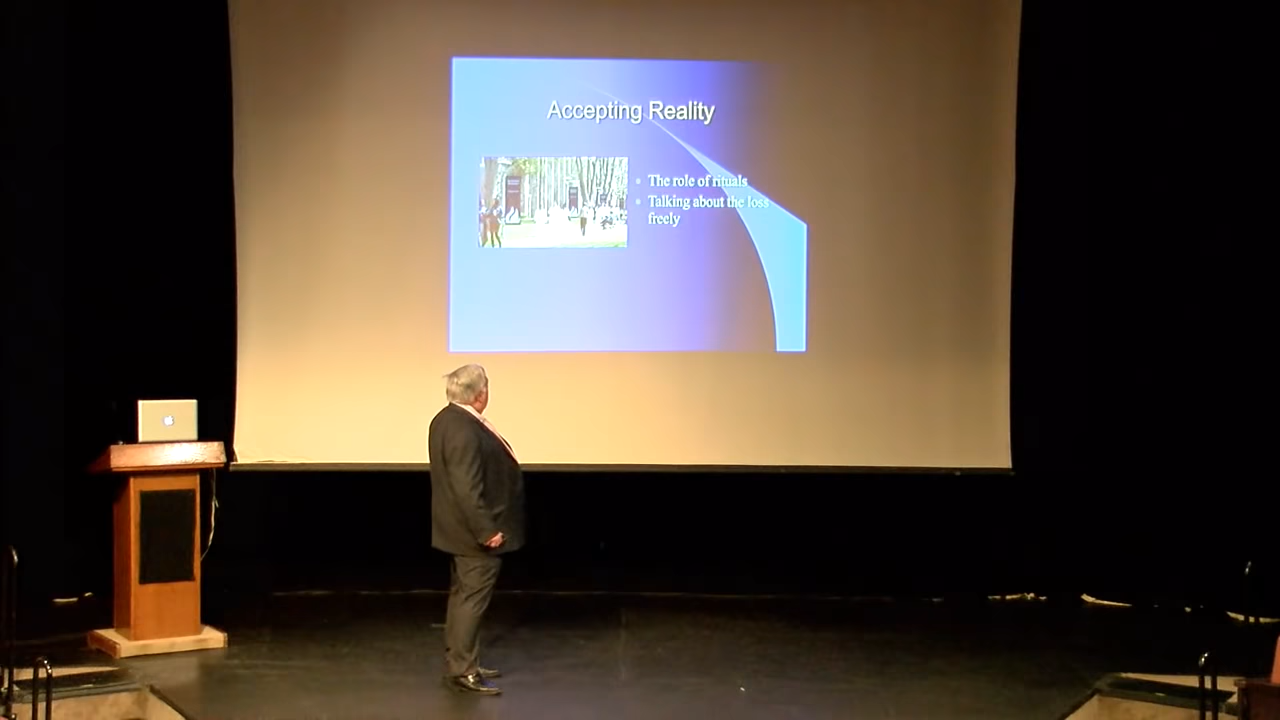 Accepting Reality
The role of rituals
Talking about the loss
freely